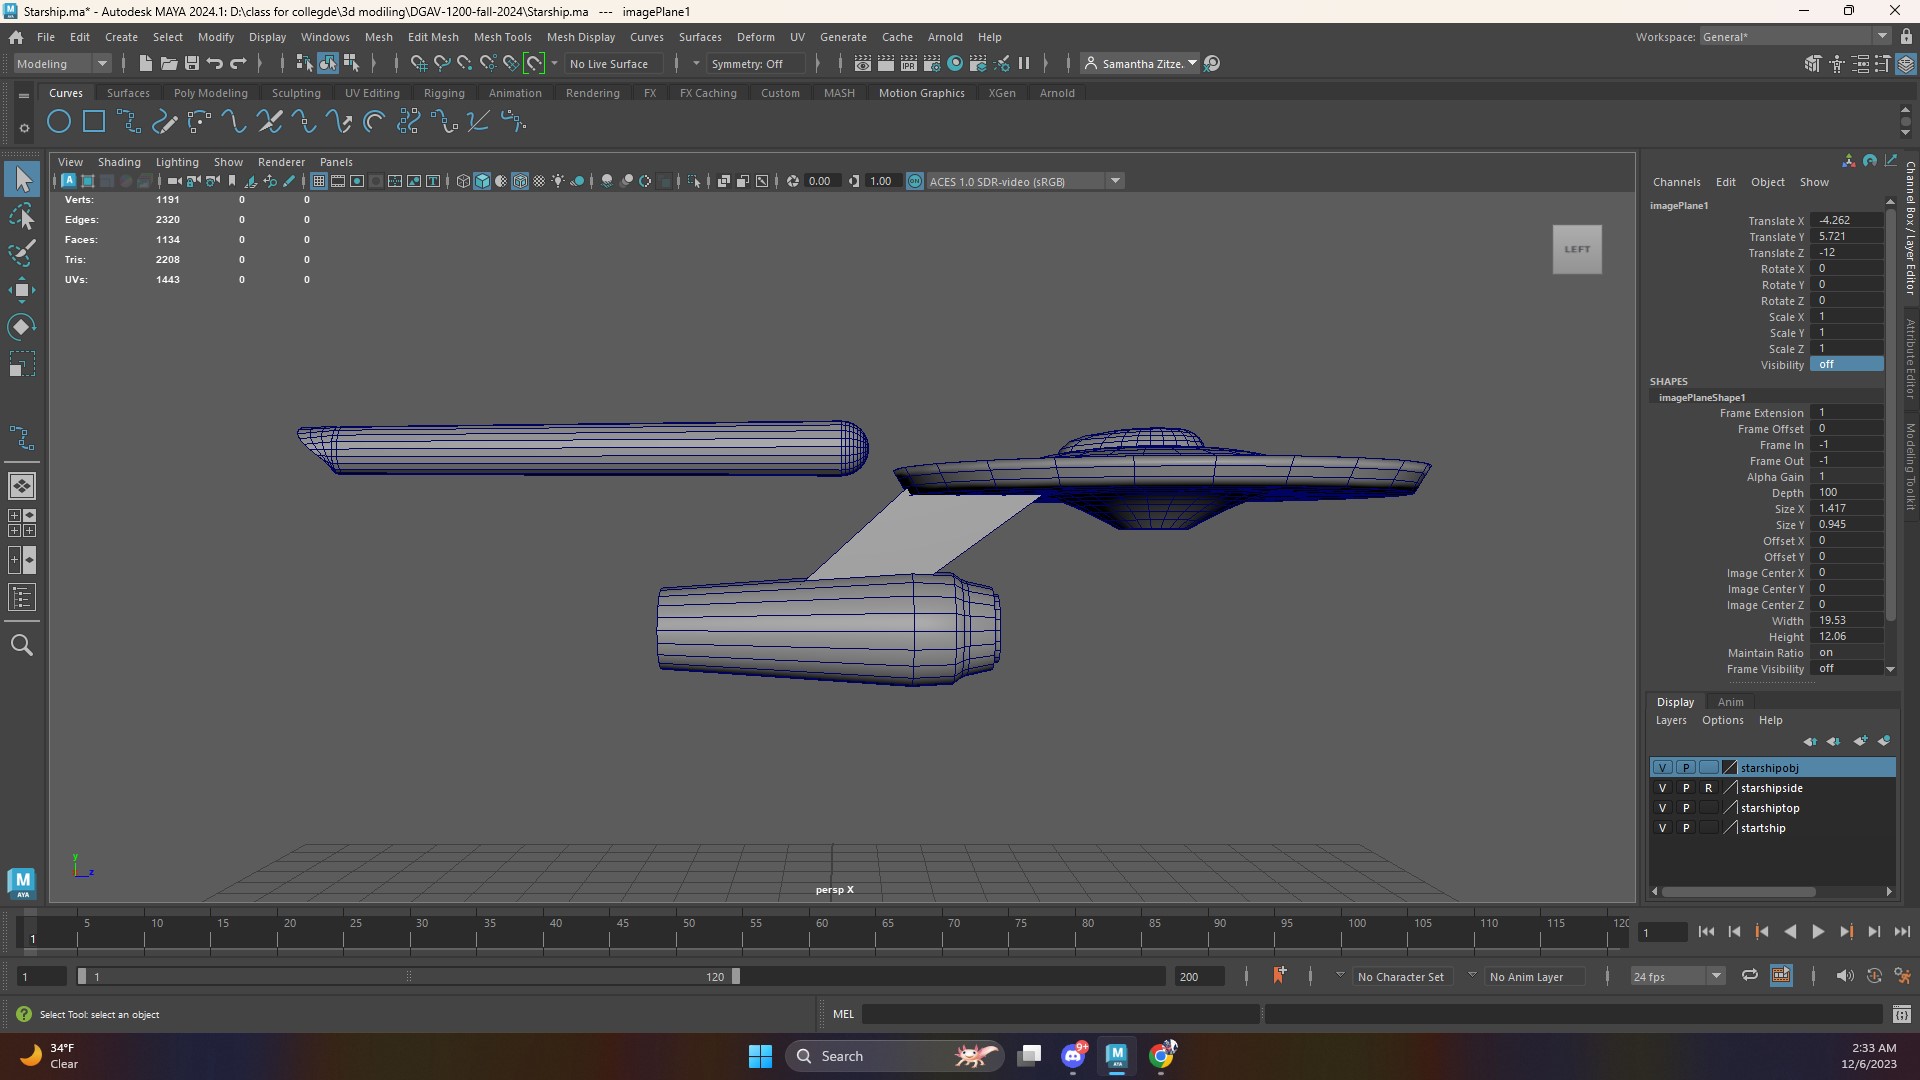 Starship.ma* - Autodesk MAYA 2024.1: D:\class for collegde\3d modiling\DGAV-1200-fall-2024\Starship.ma --- imagePlane1
File Edit Create Select Modify Display Windows Mesh Edit Mesh Mesh Tools Mesh Display Curves Surfaces Deform UV Generate Cache Arnold Help
Workspace: General*
Modeling No Live Surface Symmetry: Off IPR Samantha Zitze.
Curves Surfaces Poly Modeling Sculpting UV Editing Rigging Animation Rendering FX FX Caching Custom MASH Motion Graphics XGen Arnold
View Shading Lighting Show Renderer Panels
0.00 1.00 ON ACES 1.0 SDR-video (sRGB)
Verts: 1191 0 0
Edges: 2320 0 0
Faces: 1134 0 0
Tris: 2208 0 0
UVs: 1443 0 0
LEFT
y
z
persp X
Channels Edit Object Show
imagePlane1
Translate X -4.262
Translate Y 5.721
Translate Z -12
Rotate X 0
Rotate Y 0
Rotate Z 0
Scale X 1
Scale Y 1
Scale Z 1
Visibility off
SHAPES
imagePlaneShape1
Frame Extension 1
Frame Offset 0
Frame In -1
Frame Out -1
Alpha Gain 1
Depth 100
Size X 1.417
Size Y 0.945
Offset X 0
Offset Y 0
Image Center X 0
Image Center Y 0
Image Center Z 0
Width 19.53
Height 12.06
Maintain Ratio on
Frame Visibility off
Channel Box / Layer Editor
Attribute Editor
Modeling Toolkit
Display Anim
Layers Options Help
V P starshipobj
V P R starshipside
V P starshiptop
V P startship
M
AYA
1 5 10 15 20 25 30 35 40 45 50 55 60 65 70 75 80 85 90 95 100 105 110 115 120
1
1 1 120 200 No Character Set No Anim Layer 24 fps
Select Tool: select an object
MEL
34°F
Clear
Search
9+
2:33 AM
12/6/2023